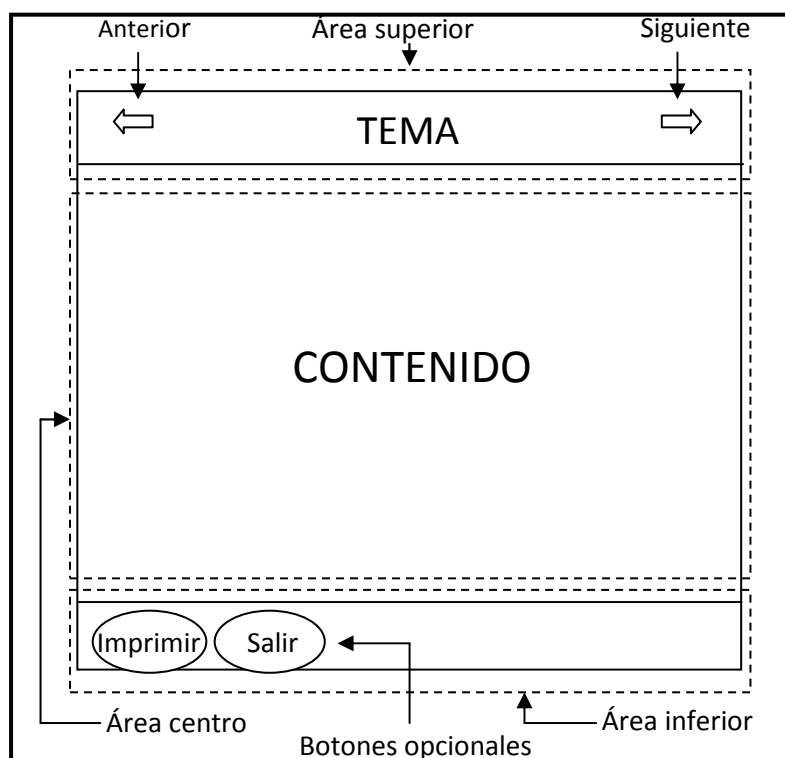 Anterior
Área superior
Siguiente
TEMA
CONTENIDO
Imprimir
Salir
Área centro
Botones opcionales
Área inferior